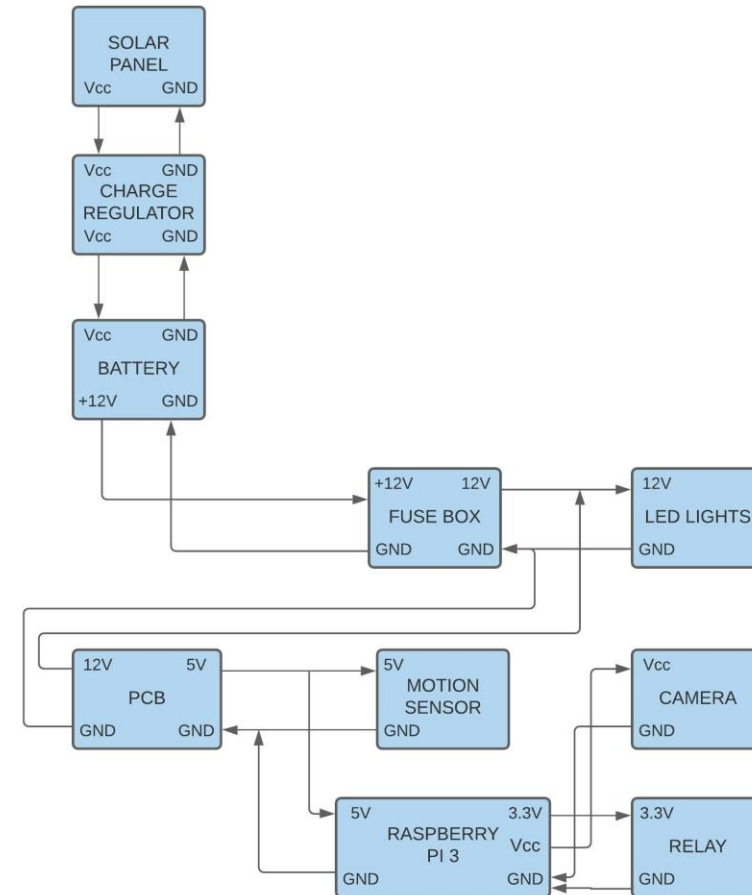 SOLAR
PANEL
Vcc GND
Vcc GND
CHARGE
REGULATOR
Vcc GND
Vcc GND
BATTERY
+12V GND
+12V 12V
FUSE BOX
GND GND
12V
LED LIGHTS
GND
12V 5V
PCB
GND GND
5V
MOTION
SENSOR
GND
Vcc
CAMERA
GND
5V 3.3V
RASPBERRY
PI 3
Vcc
GND GND
3.3V
RELAY
GND